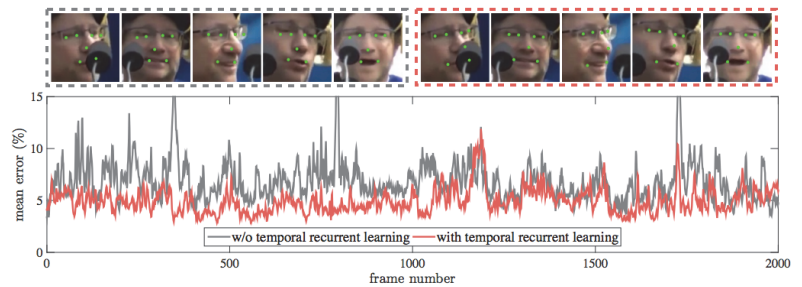 15
10
5
0
mean error (%)
w/o temporal recurrent learning
with temporal recurrent learning
0
500
1000
1500
2000
frame number